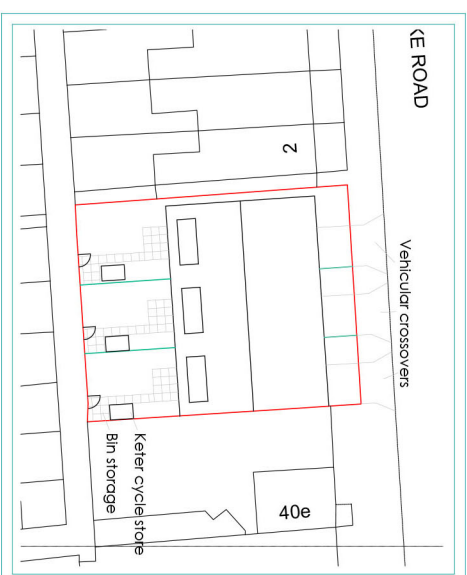 KE ROAD
2
Vehicular crossovers
Keter cycle store
Bin storage
40e